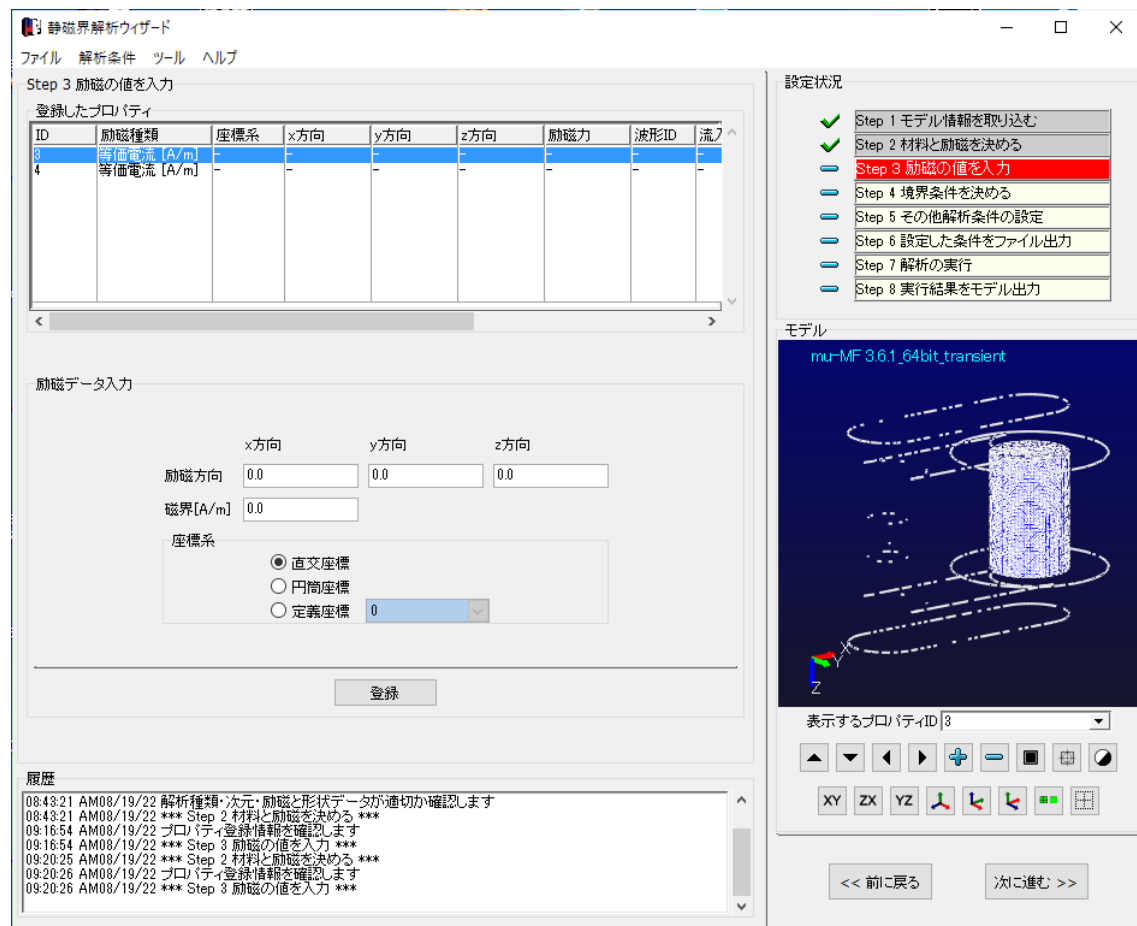 静磁界解析ウィザード
ファイル 解析条件 ツール ヘルプ
Step 3 励磁の値を入力
登録したプロパティ
ID 励磁種類 座標系 x方向 y方向 z方向 励磁力 波形ID 流入
3 等価電流 [A/m] - - - - - - -
4 等価電流 [A/m] - - - - - - -
励磁データ入力
x方向 y方向 z方向
励磁方向 0.0 0.0 0.0
磁界[A/m] 0.0
座標系
直交座標
円筒座標
定義座標 0
登録
履歴
08:43:21 AM08/19/22 解析種類・次元・励磁と形状データが適切か確認します
08:43:21 AM08/19/22 *** Step 2 材料と励磁を決める ***
09:16:54 AM08/19/22 プロパティ登録情報を確認します
09:16:54 AM08/19/22 *** Step 3 励磁の値を入力 ***
09:20:25 AM08/19/22 *** Step 2 材料と励磁を決める ***
09:20:26 AM08/19/22 プロパティ登録情報を確認します
09:20:26 AM08/19/22 *** Step 3 励磁の値を入力 ***
設定状況
Step 1 モデル情報を取り込む
Step 2 材料と励磁を決める
Step 3 励磁の値を入力
Step 4 境界条件を決める
Step 5 その他解析条件の設定
Step 6 設定した条件をファイル出力
Step 7 解析の実行
Step 8 実行結果をモデル出力
モデル
mu-MF 3.6.1_64bit_transient
X
Y
Z
表示するプロパティID 3
XY ZX YZ
<< 前に戻る 次に進む >>